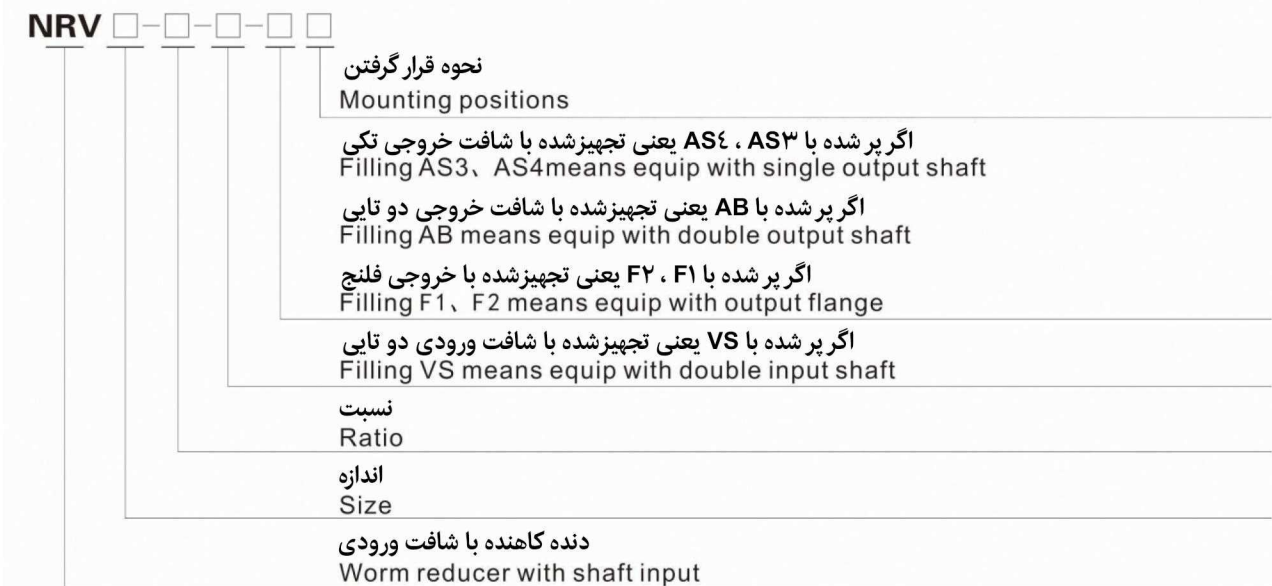 NRV □-□-□-□ □
نحوه قرار گرفتن
Mounting positions
اگر پر شده با AS۳ ، AS٤ یعنی تجهیزشده با شافت خروجی تکی
Filling AS3、AS4means equip with single output shaft
اگر پر شده با AB یعنی تجهیزشده با شافت خروجی دو تایی
Filling AB means equip with double output shaft
اگر پر شده با F۱ ، F۲ یعنی تجهیزشده با خروجی فلنج
Filling F1、F2 means equip with output flange
اگر پر شده با VS یعنی تجهیزشده با شافت ورودی دو تایی
Filling VS means equip with double input shaft
نسبت
Ratio
اندازه
Size
دنده کاهنده با شافت ورودی
Worm reducer with shaft input